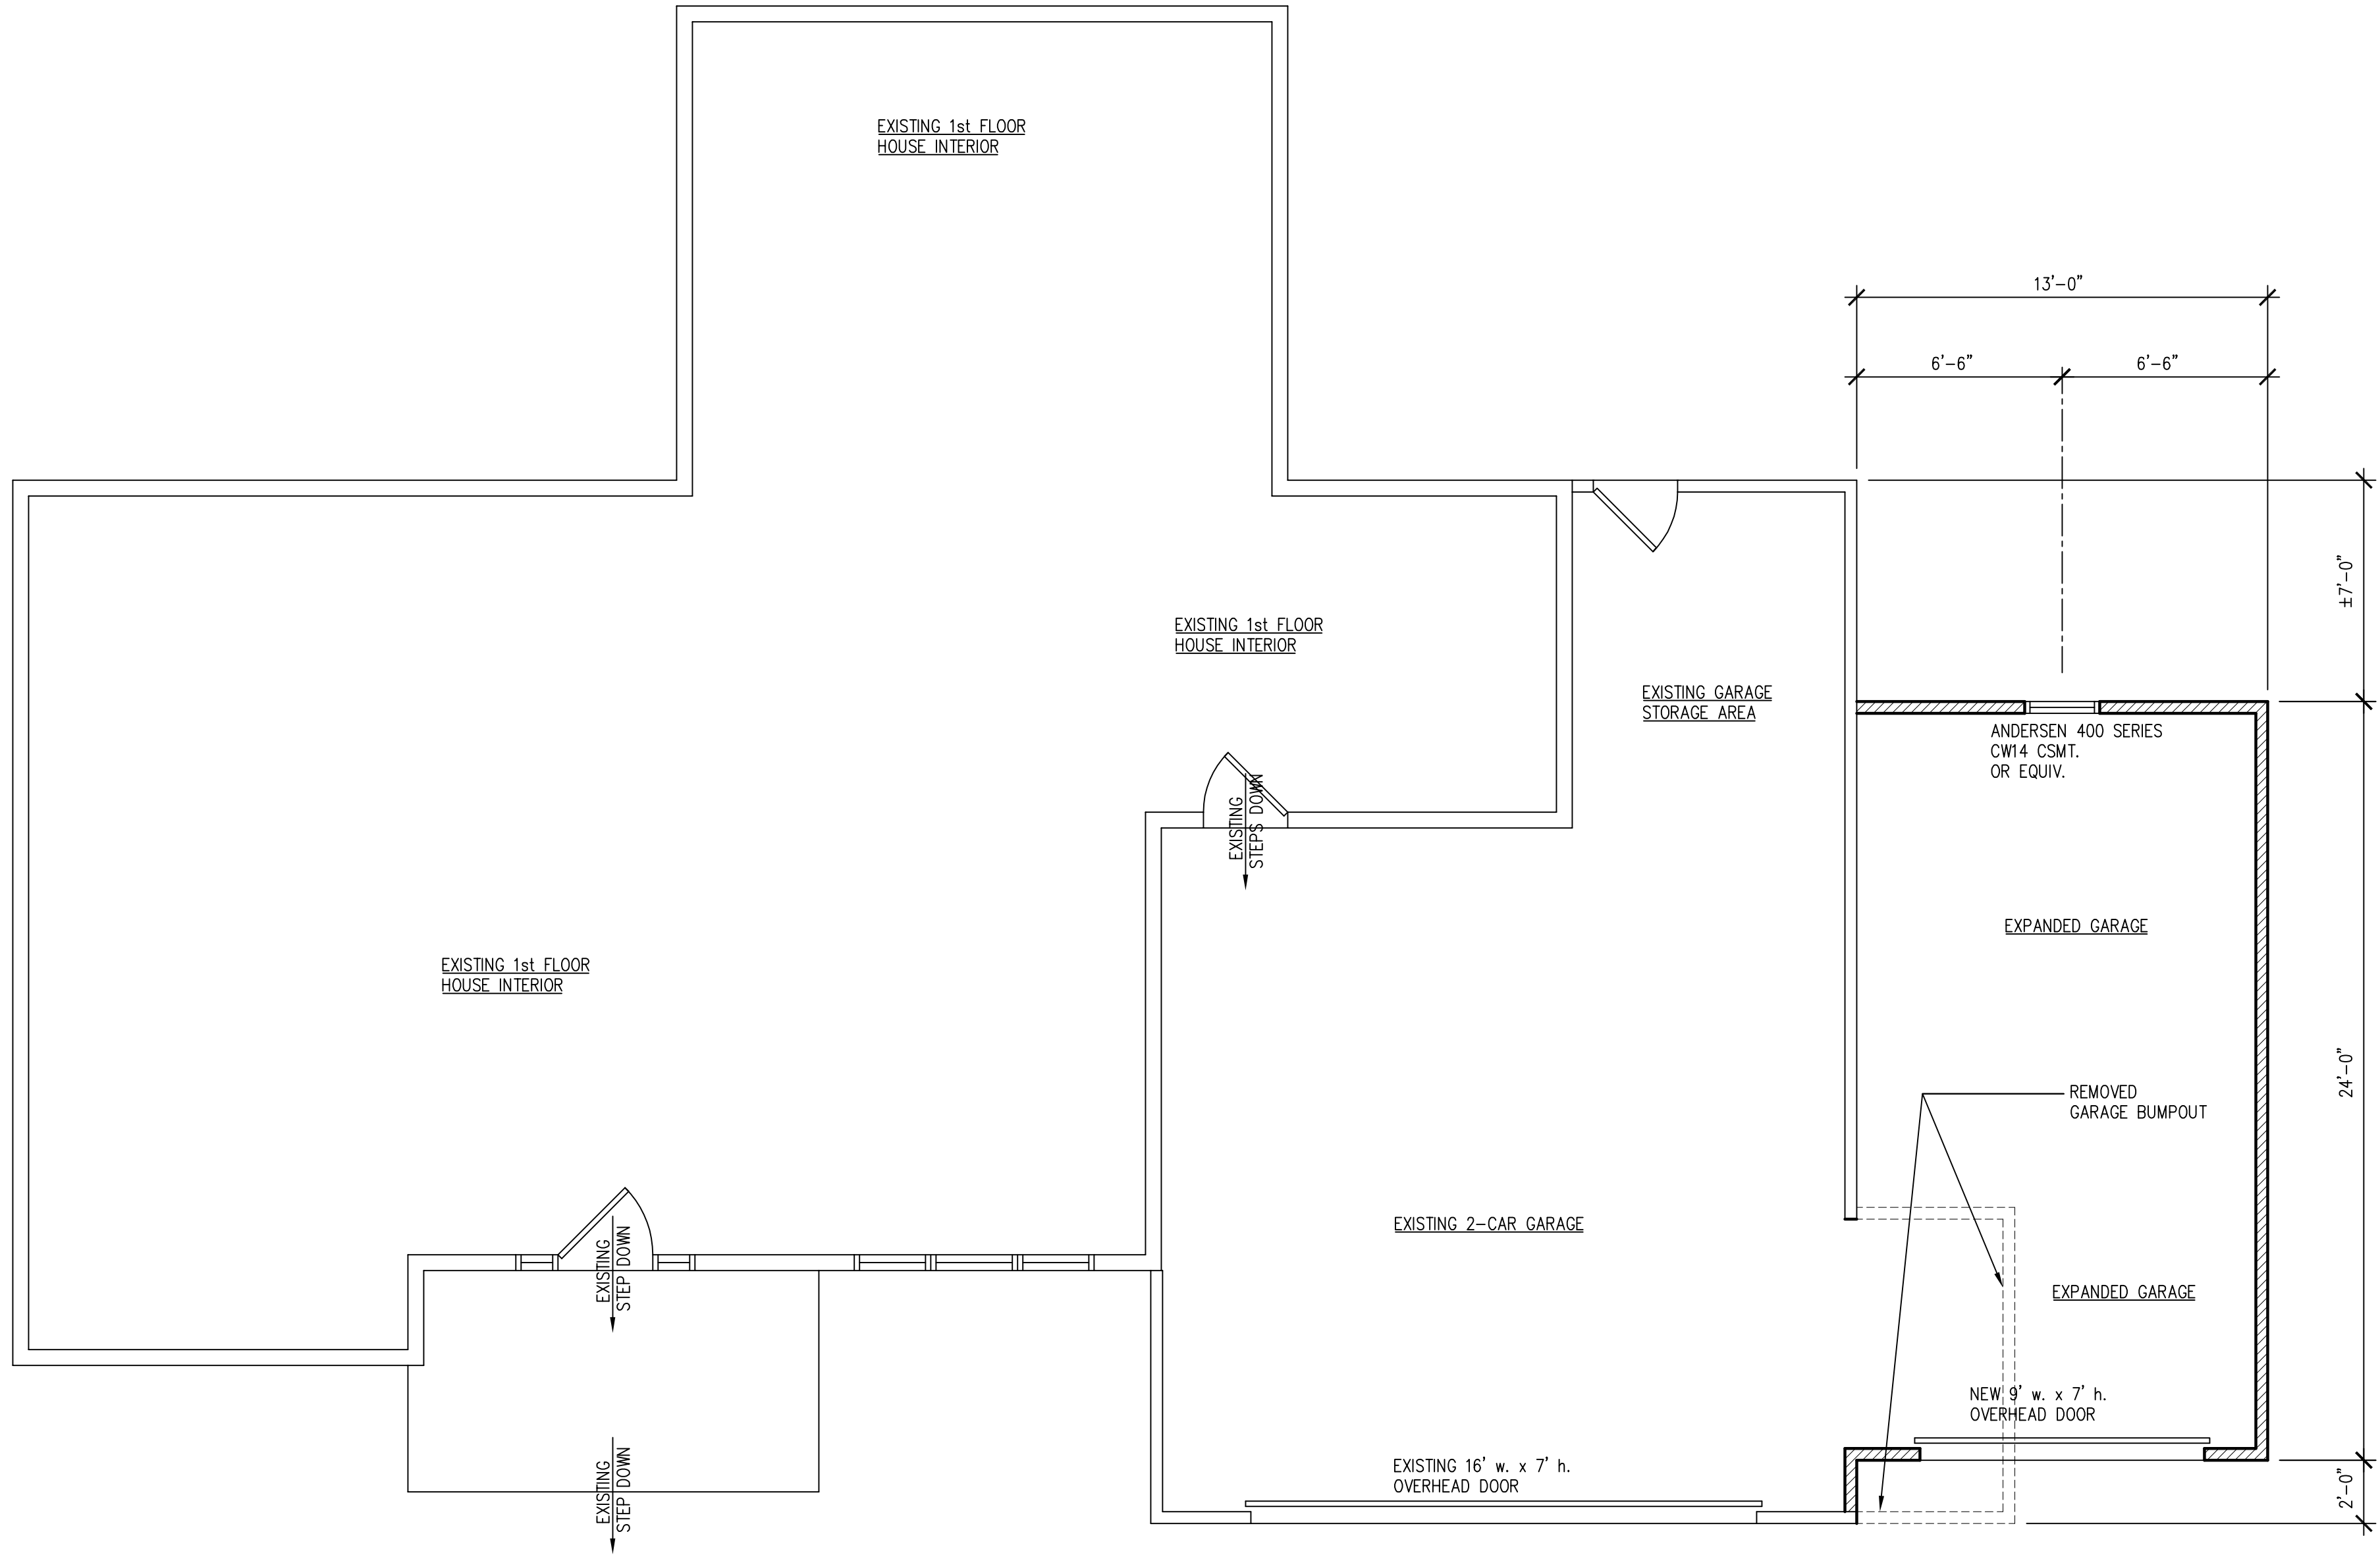 EXISTING 1st FLOOR
HOUSE INTERIOR
13'-0"
6'-6"
6'-6"
±7'-0"
EXISTING 1st FLOOR
HOUSE INTERIOR
EXISTING GARAGE
STORAGE AREA
ANDERSEN 400 SERIES
CW14 CSMT.
OR EQUIV.
EXISTING
STEPS DOWN
EXPANDED GARAGE
EXISTING 1st FLOOR
HOUSE INTERIOR
24'-0"
REMOVED
GARAGE BUMPOUT
EXISTING 2-CAR GARAGE
EXISTING
STEP DOWN
EXPANDED GARAGE
NEW 9' w. x 7' h.
OVERHEAD DOOR
EXISTING 16' w. x 7' h.
OVERHEAD DOOR
EXISTING
STEP DOWN
2'-0"